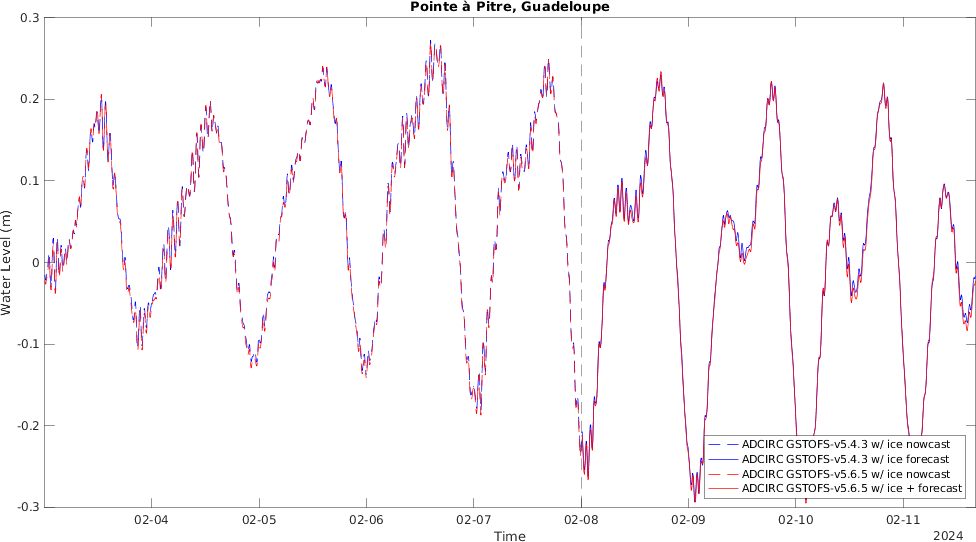 Pointe à Pitre, Guadeloupe
0.3
0.2
0.1
0
-0.1
-0.2
-0.3
Water Level (m)
ADCIRC GSTOFS-v5.4.3 w/ ice nowcast
ADCIRC GSTOFS-v5.4.3 w/ ice forecast
ADCIRC GSTOFS-v5.6.5 w/ ice nowcast
ADCIRC GSTOFS-v5.6.5 w/ ice + forecast
02-04 02-05 02-06 02-07 02-08 02-09 02-10 02-11
Time
2024